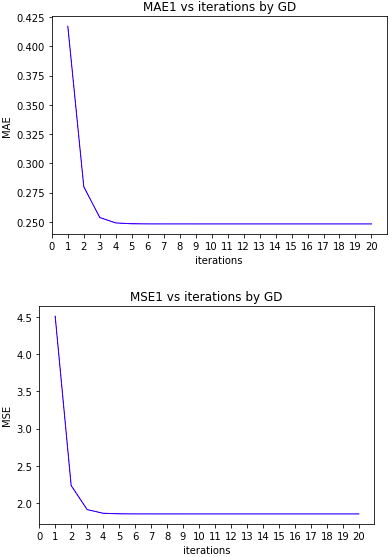 MAE1 vs iterations by GD
0.425
0.400
0.375
0.350
0.325
0.300
0.275
0.250
MAE
0 1 2 3 4 5 6 7 8 9 10 11 12 13 14 15 16 17 18 19 20
iterations
MSE1 vs iterations by GD
4.5
4.0
3.5
3.0
2.5
2.0
MSE
0 1 2 3 4 5 6 7 8 9 10 11 12 13 14 15 16 17 18 19 20
iterations